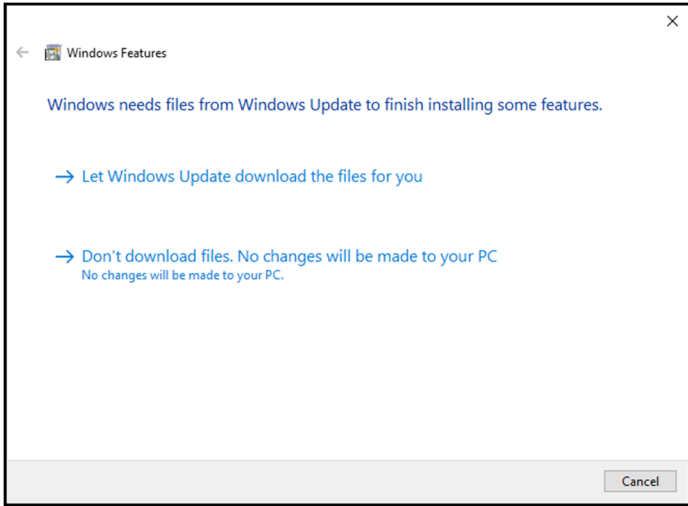 Windows Features
Windows needs files from Windows Update to finish installing some features.
Let Windows Update download the files for you
Don't download files. No changes will be made to your PC
No changes will be made to your PC.
Cancel